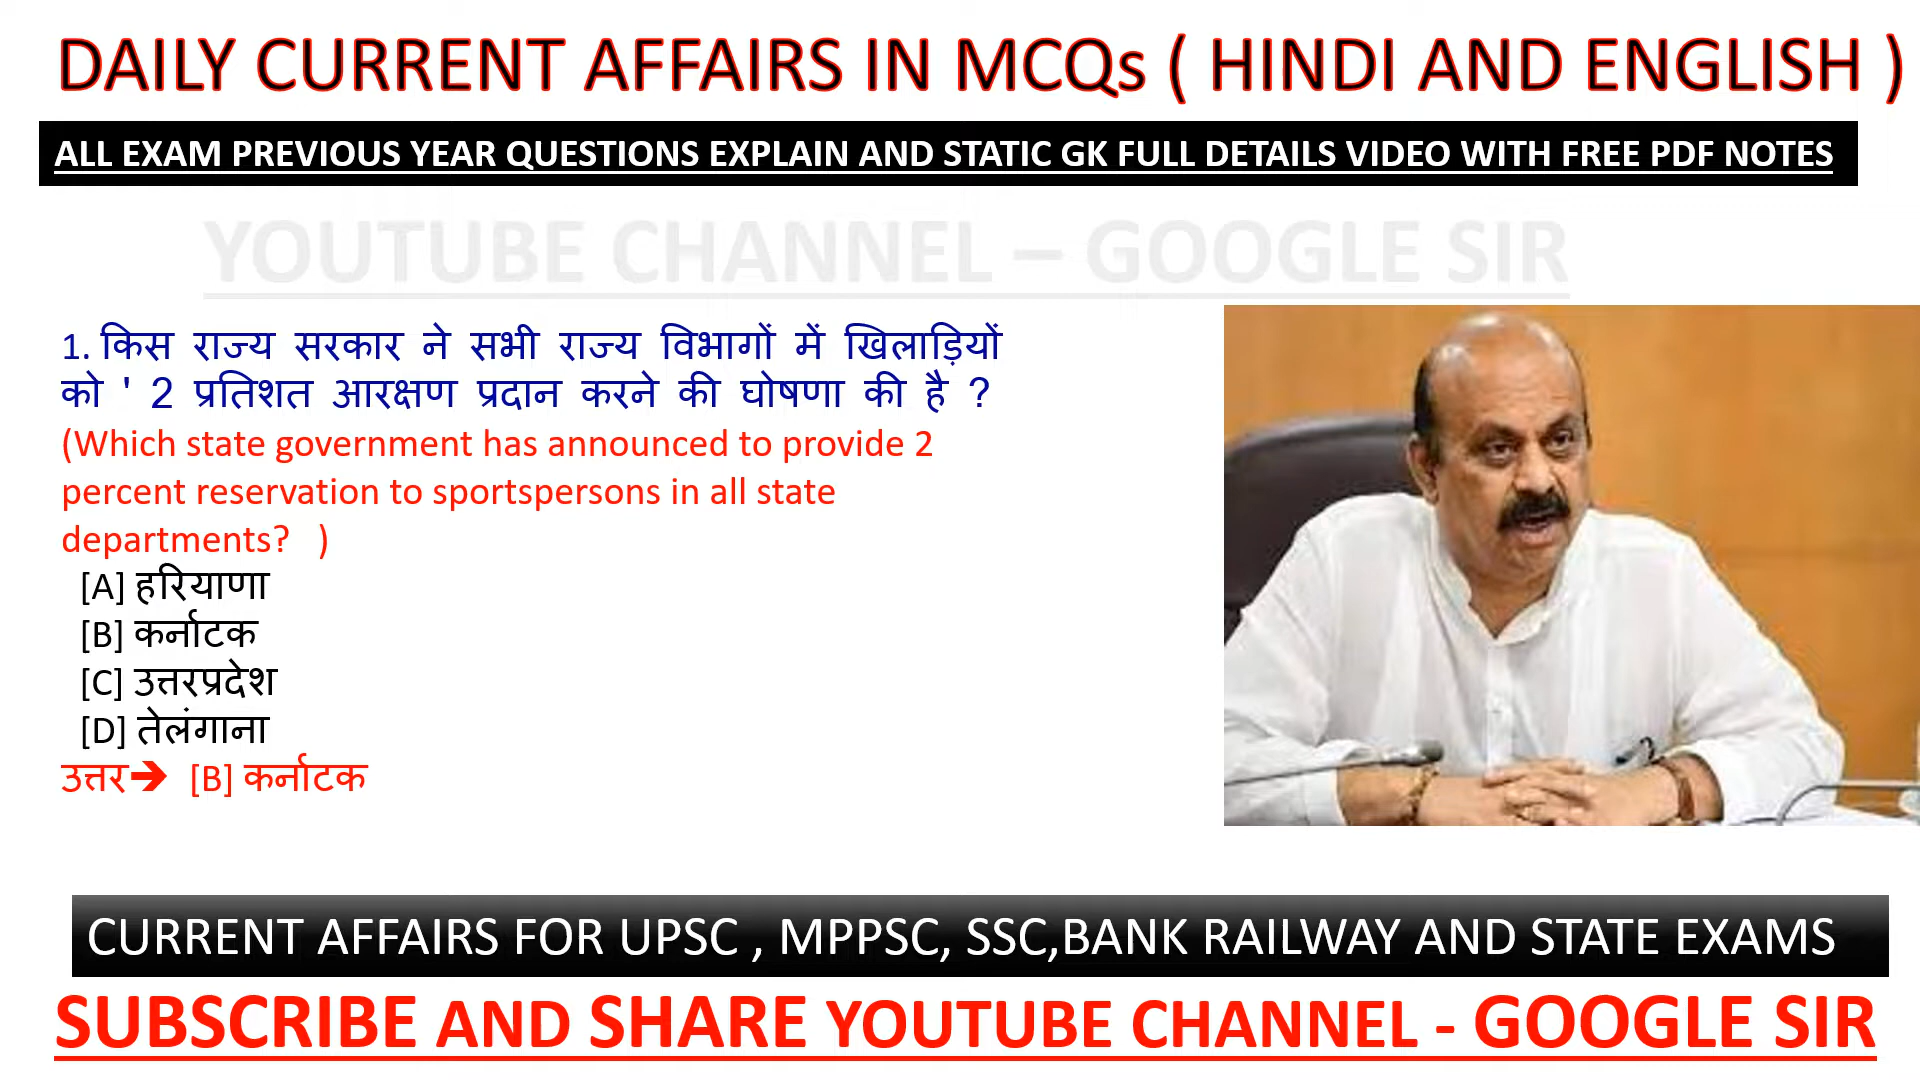 DAILY CURRENT AFFAIRS IN MCQs ( HINDI AND ENGLISH )
ALL EXAM PREVIOUS YEAR QUESTIONS EXPLAIN AND STATIC GK FULL DETAILS VIDEO WITH FREE PDF NOTES
YOUTUBE CHANNEL – GOOGLE SIR
1. किस राज्य सरकार ने सभी राज्य विभागों में खिलाड़ियों
को ' 2 प्रतिशत आरक्षण प्रदान करने की घोषणा की है ?
(Which state government has announced to provide 2
percent reservation to sportspersons in all state
departments? )
[A] हरियाणा
[B] कर्नाटक
[C] उत्तरप्रदेश
[D] तेलंगाना
उत्तर➔ [B] कर्नाटक
CURRENT AFFAIRS FOR UPSC , MPPSC, SSC,BANK RAILWAY AND STATE EXAMS
SUBSCRIBE AND SHARE YOUTUBE CHANNEL - GOOGLE SIR